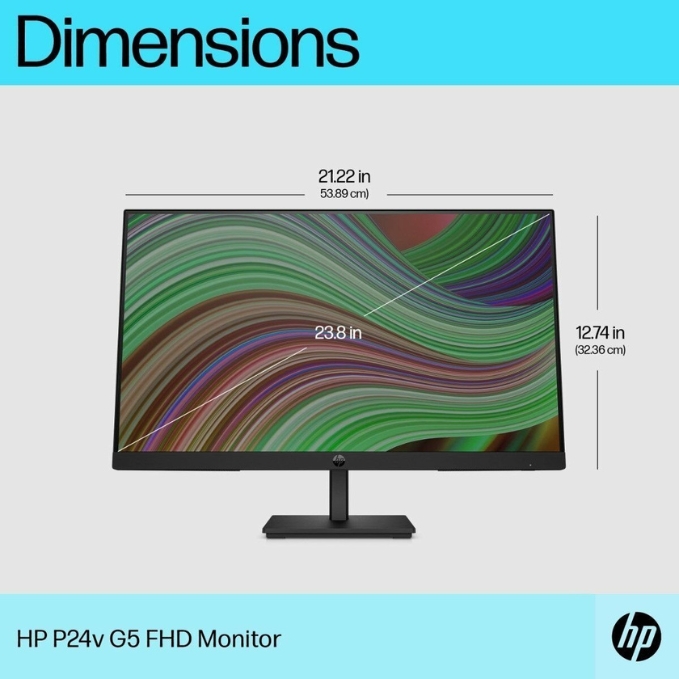 Dimensions
21.22 in
53.89 cm)
23.8 in
12.74 in
(32.36 cm)
hp
HP P24v G5 FHD Monitor
hp